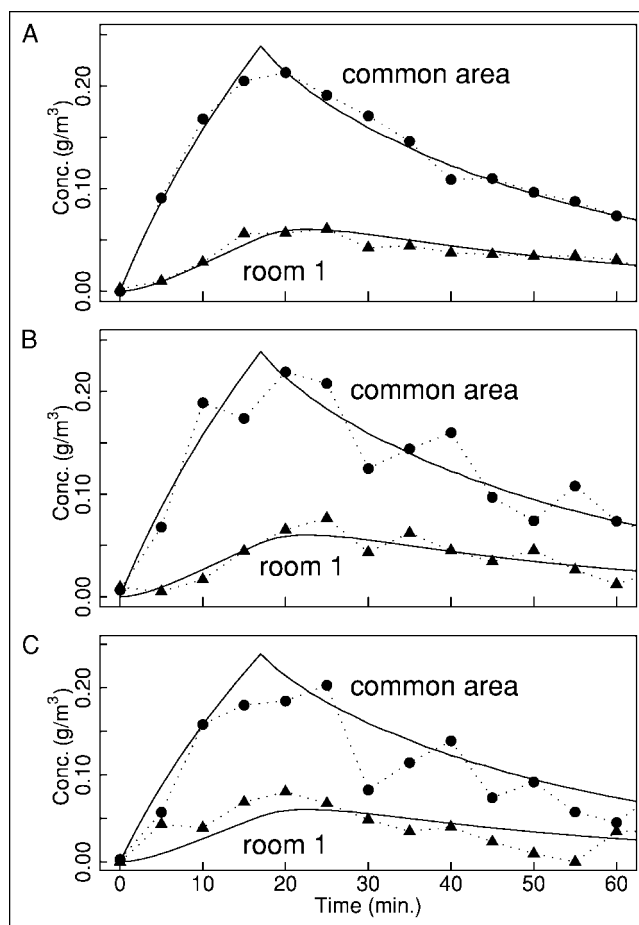 A
common area
room 1
Conc. (g/m³)
0.00 0.10 0.20
B
common area
room 1
Conc. (g/m³)
0.00 0.10 0.20
C
common area
room 1
Conc. (g/m³)
0.00 0.10 0.20
0 10 20 30 40 50 60
Time (min.)